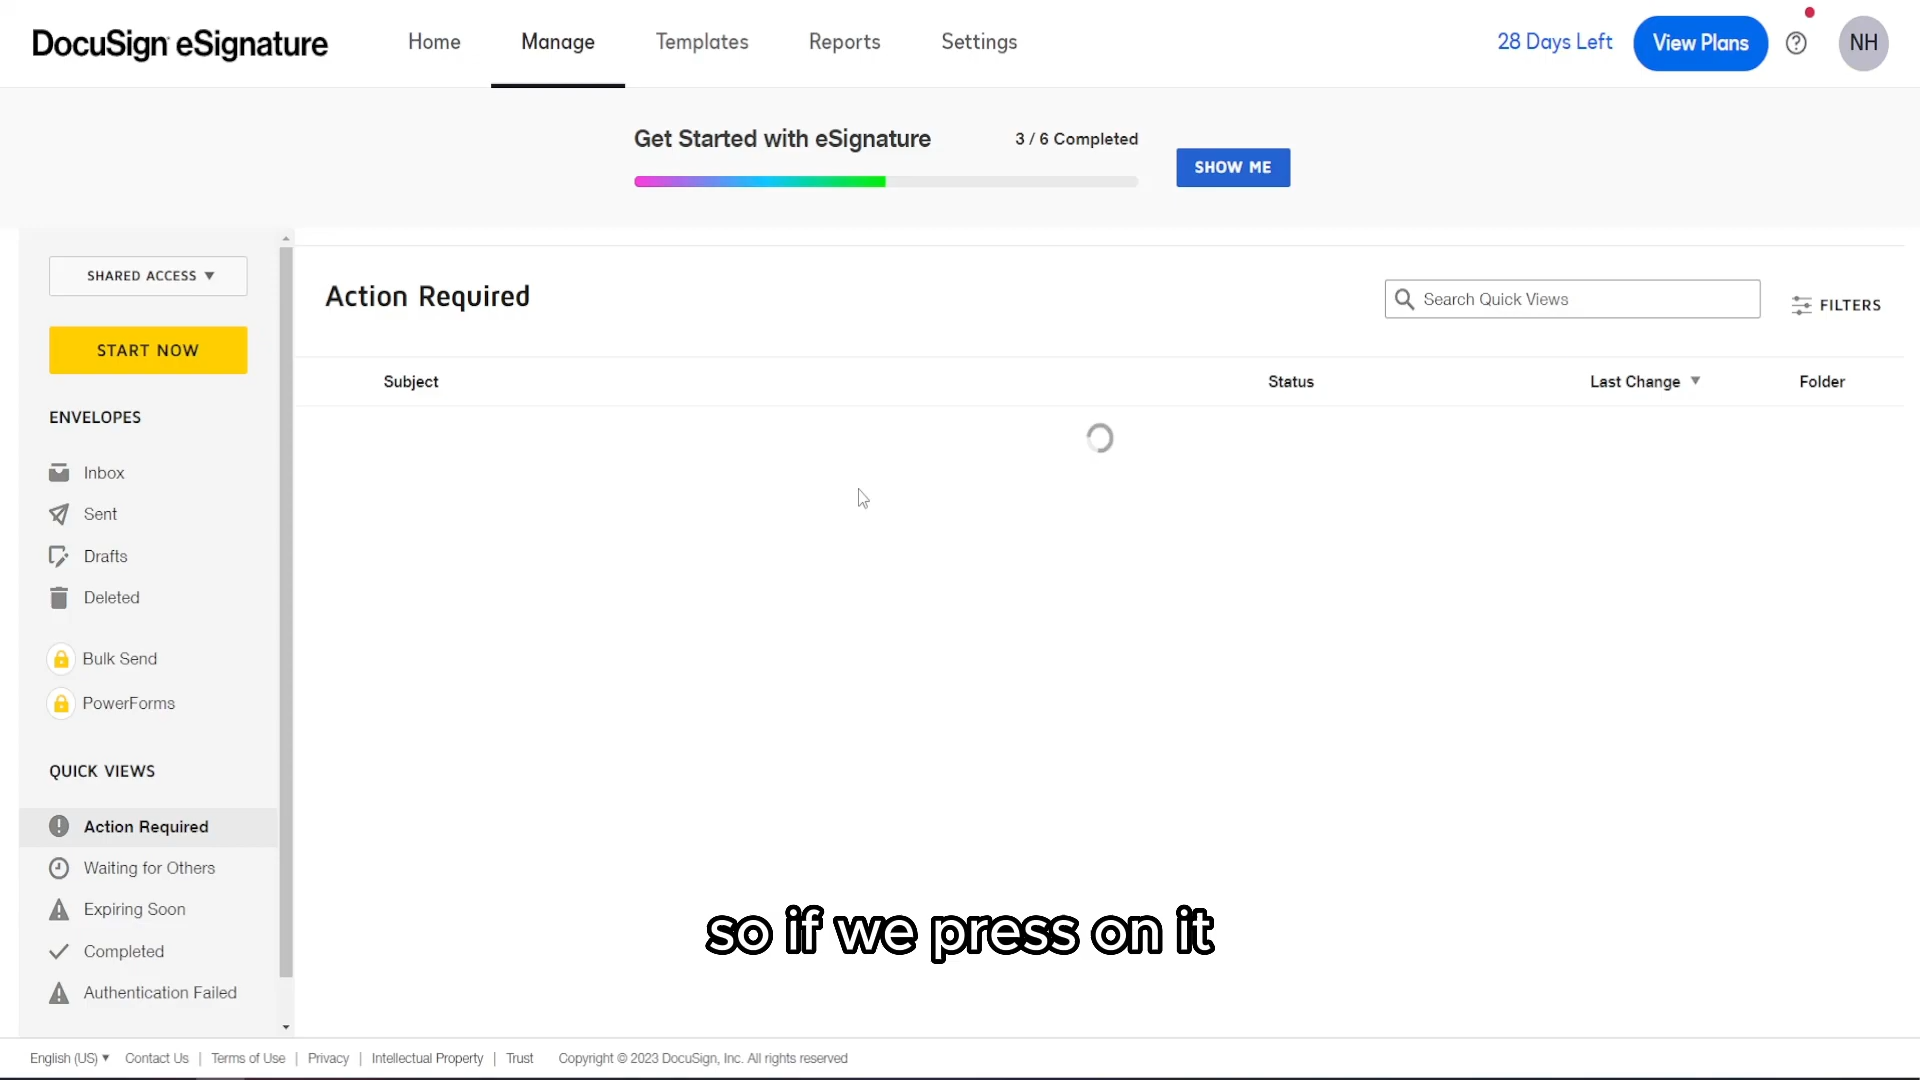 DocuSign eSignature
Home
Manage
Templates
Reports
Settings
28 Days Left
View Plans
NH
Get Started with eSignature
3 / 6 Completed
SHOW ME
SHARED ACCESS
START NOW
ENVELOPES
Inbox
Sent
Drafts
Deleted
Bulk Send
PowerForms
QUICK VIEWS
Action Required
Waiting for Others
Expiring Soon
Completed
Authentication Failed
Action Required
Search Quick Views
FILTERS
Subject
Status
Last Change
Folder
so if we press on it
English (US)
Contact Us | Terms of Use | Privacy | Intellectual Property | Trust
Copyright © 2023 DocuSign, Inc. All rights reserved